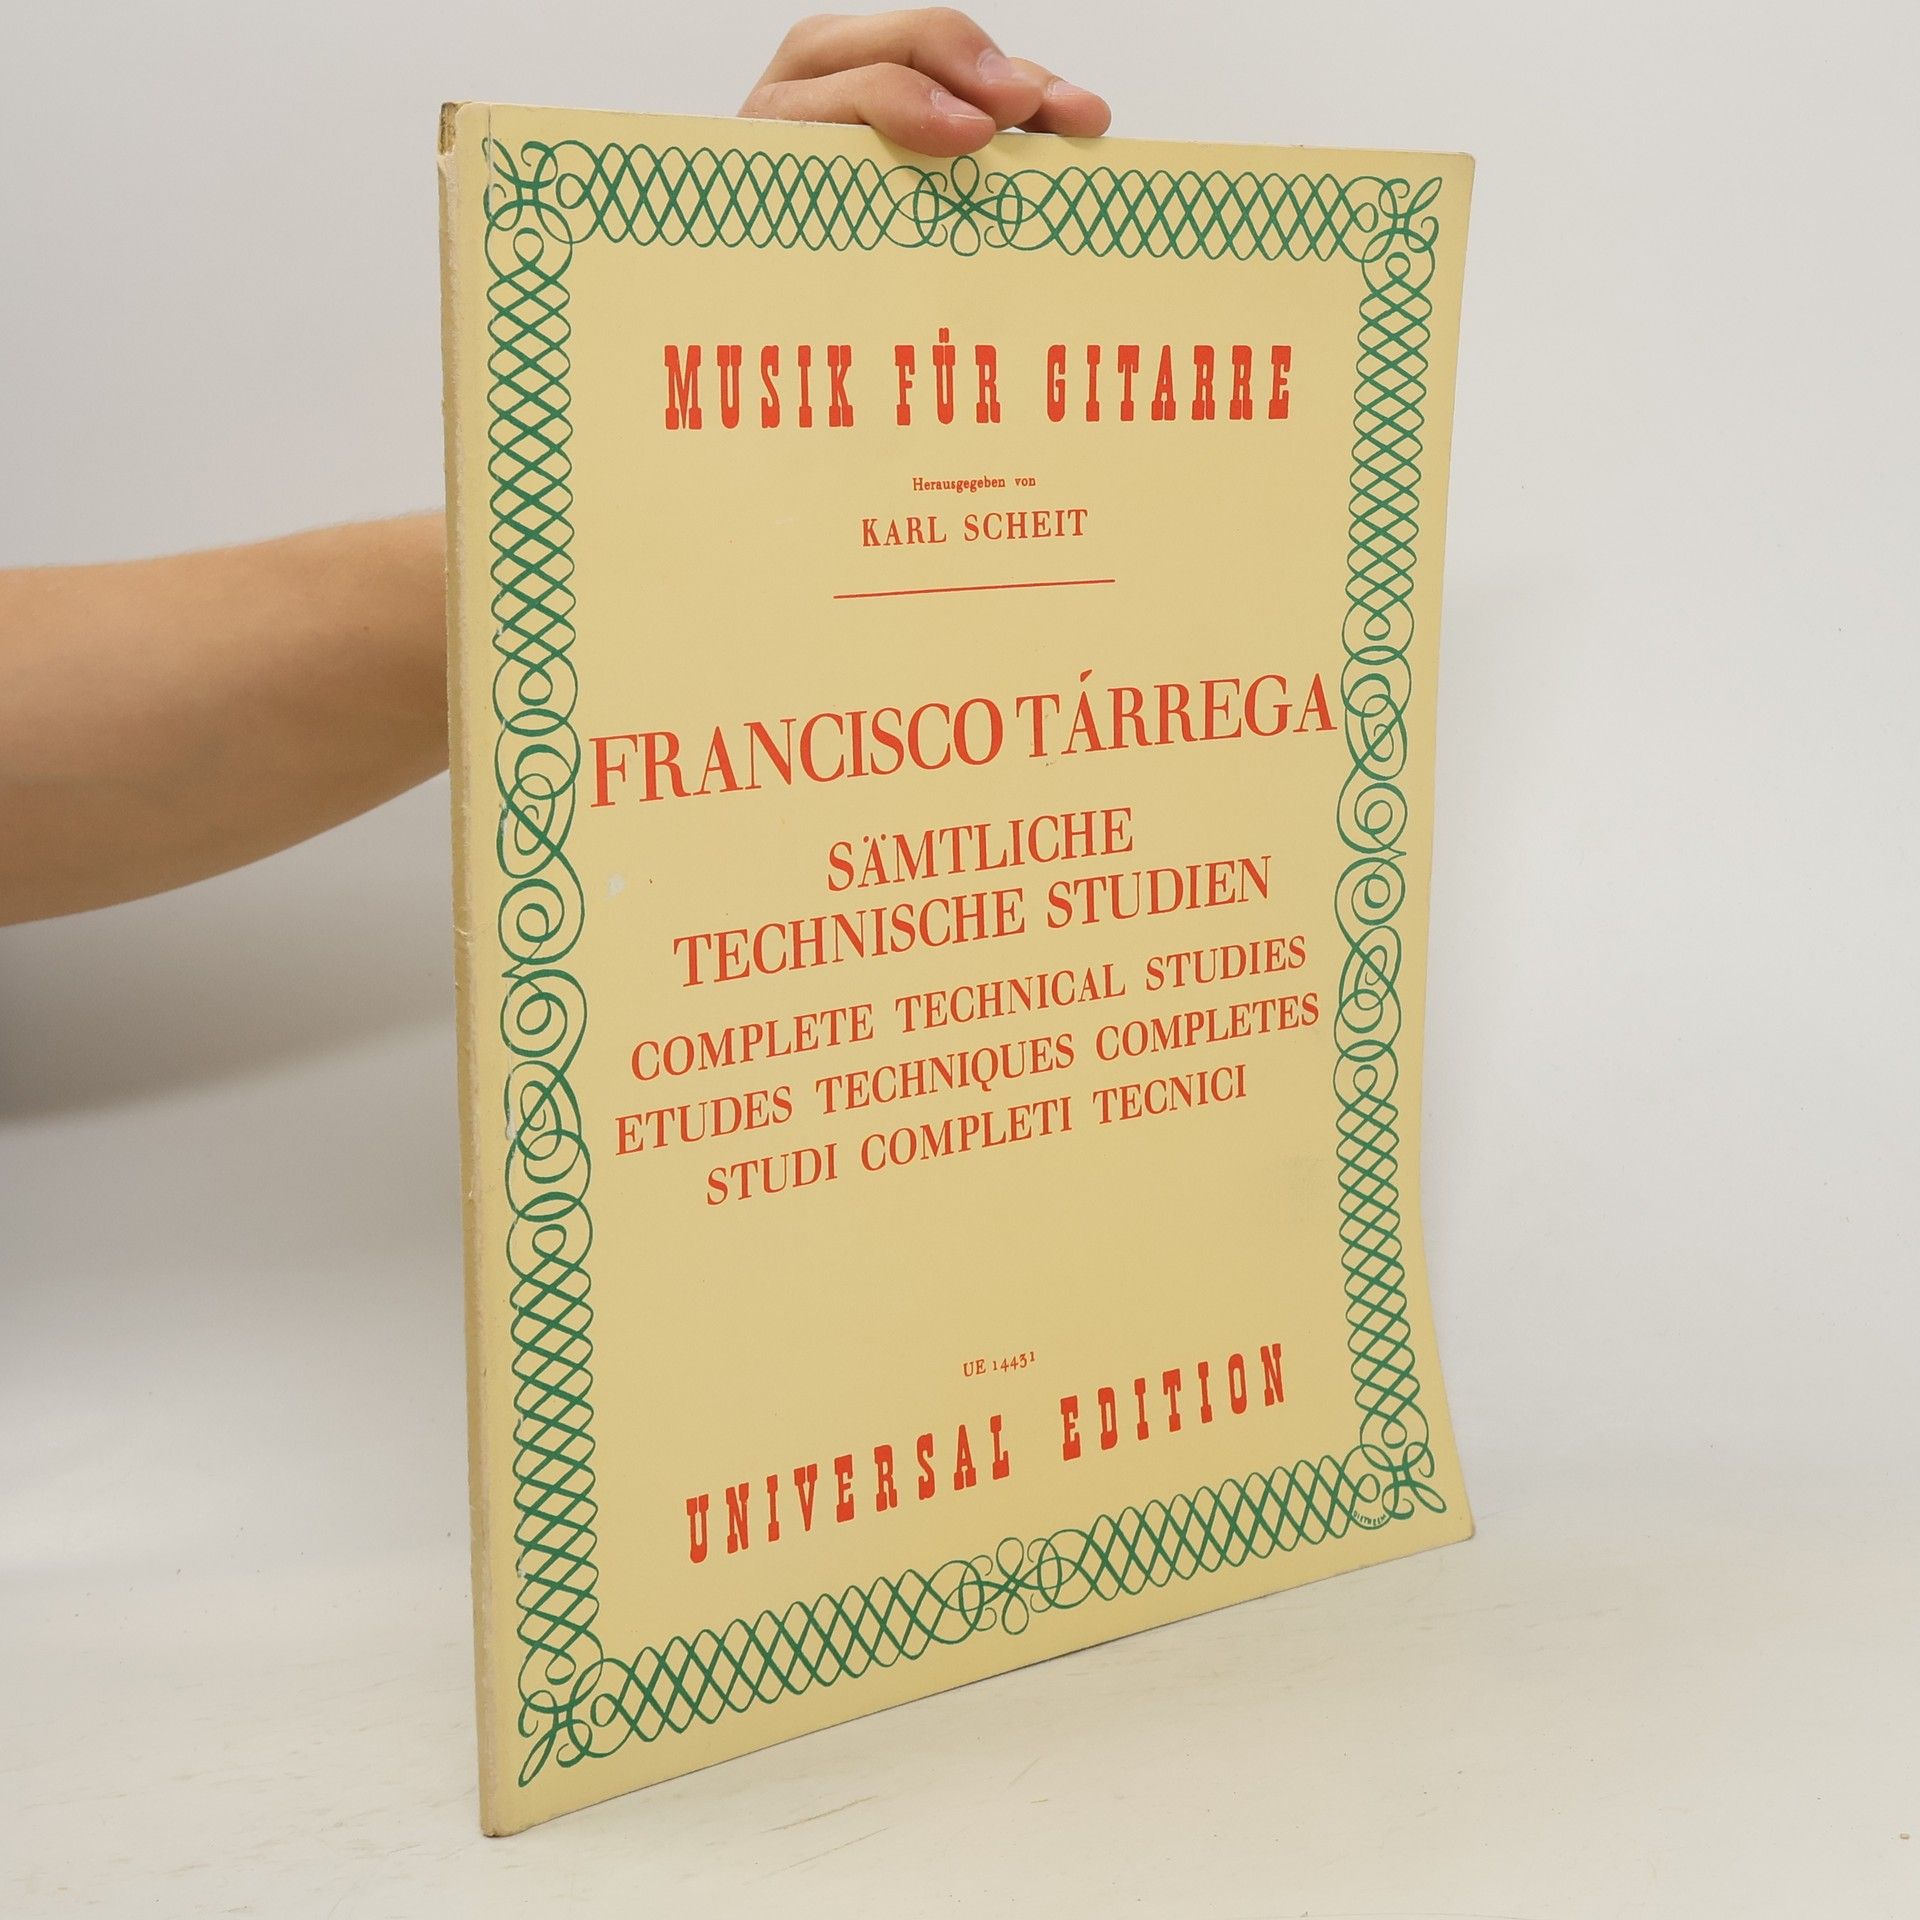 MUSIK FÜR GITARRE
Herausgegeben von
KARL SCHEIT
FRANCISCO TÁRREGA
SÄMTLICHE
TECHNISCHE STUDIEN
COMPLETE TECHNICAL STUDIES
ETUDES TECHNIQUES COMPLETES
STUDI COMPLETI TECNICI
UE 14431
UNIVERSAL EDITION